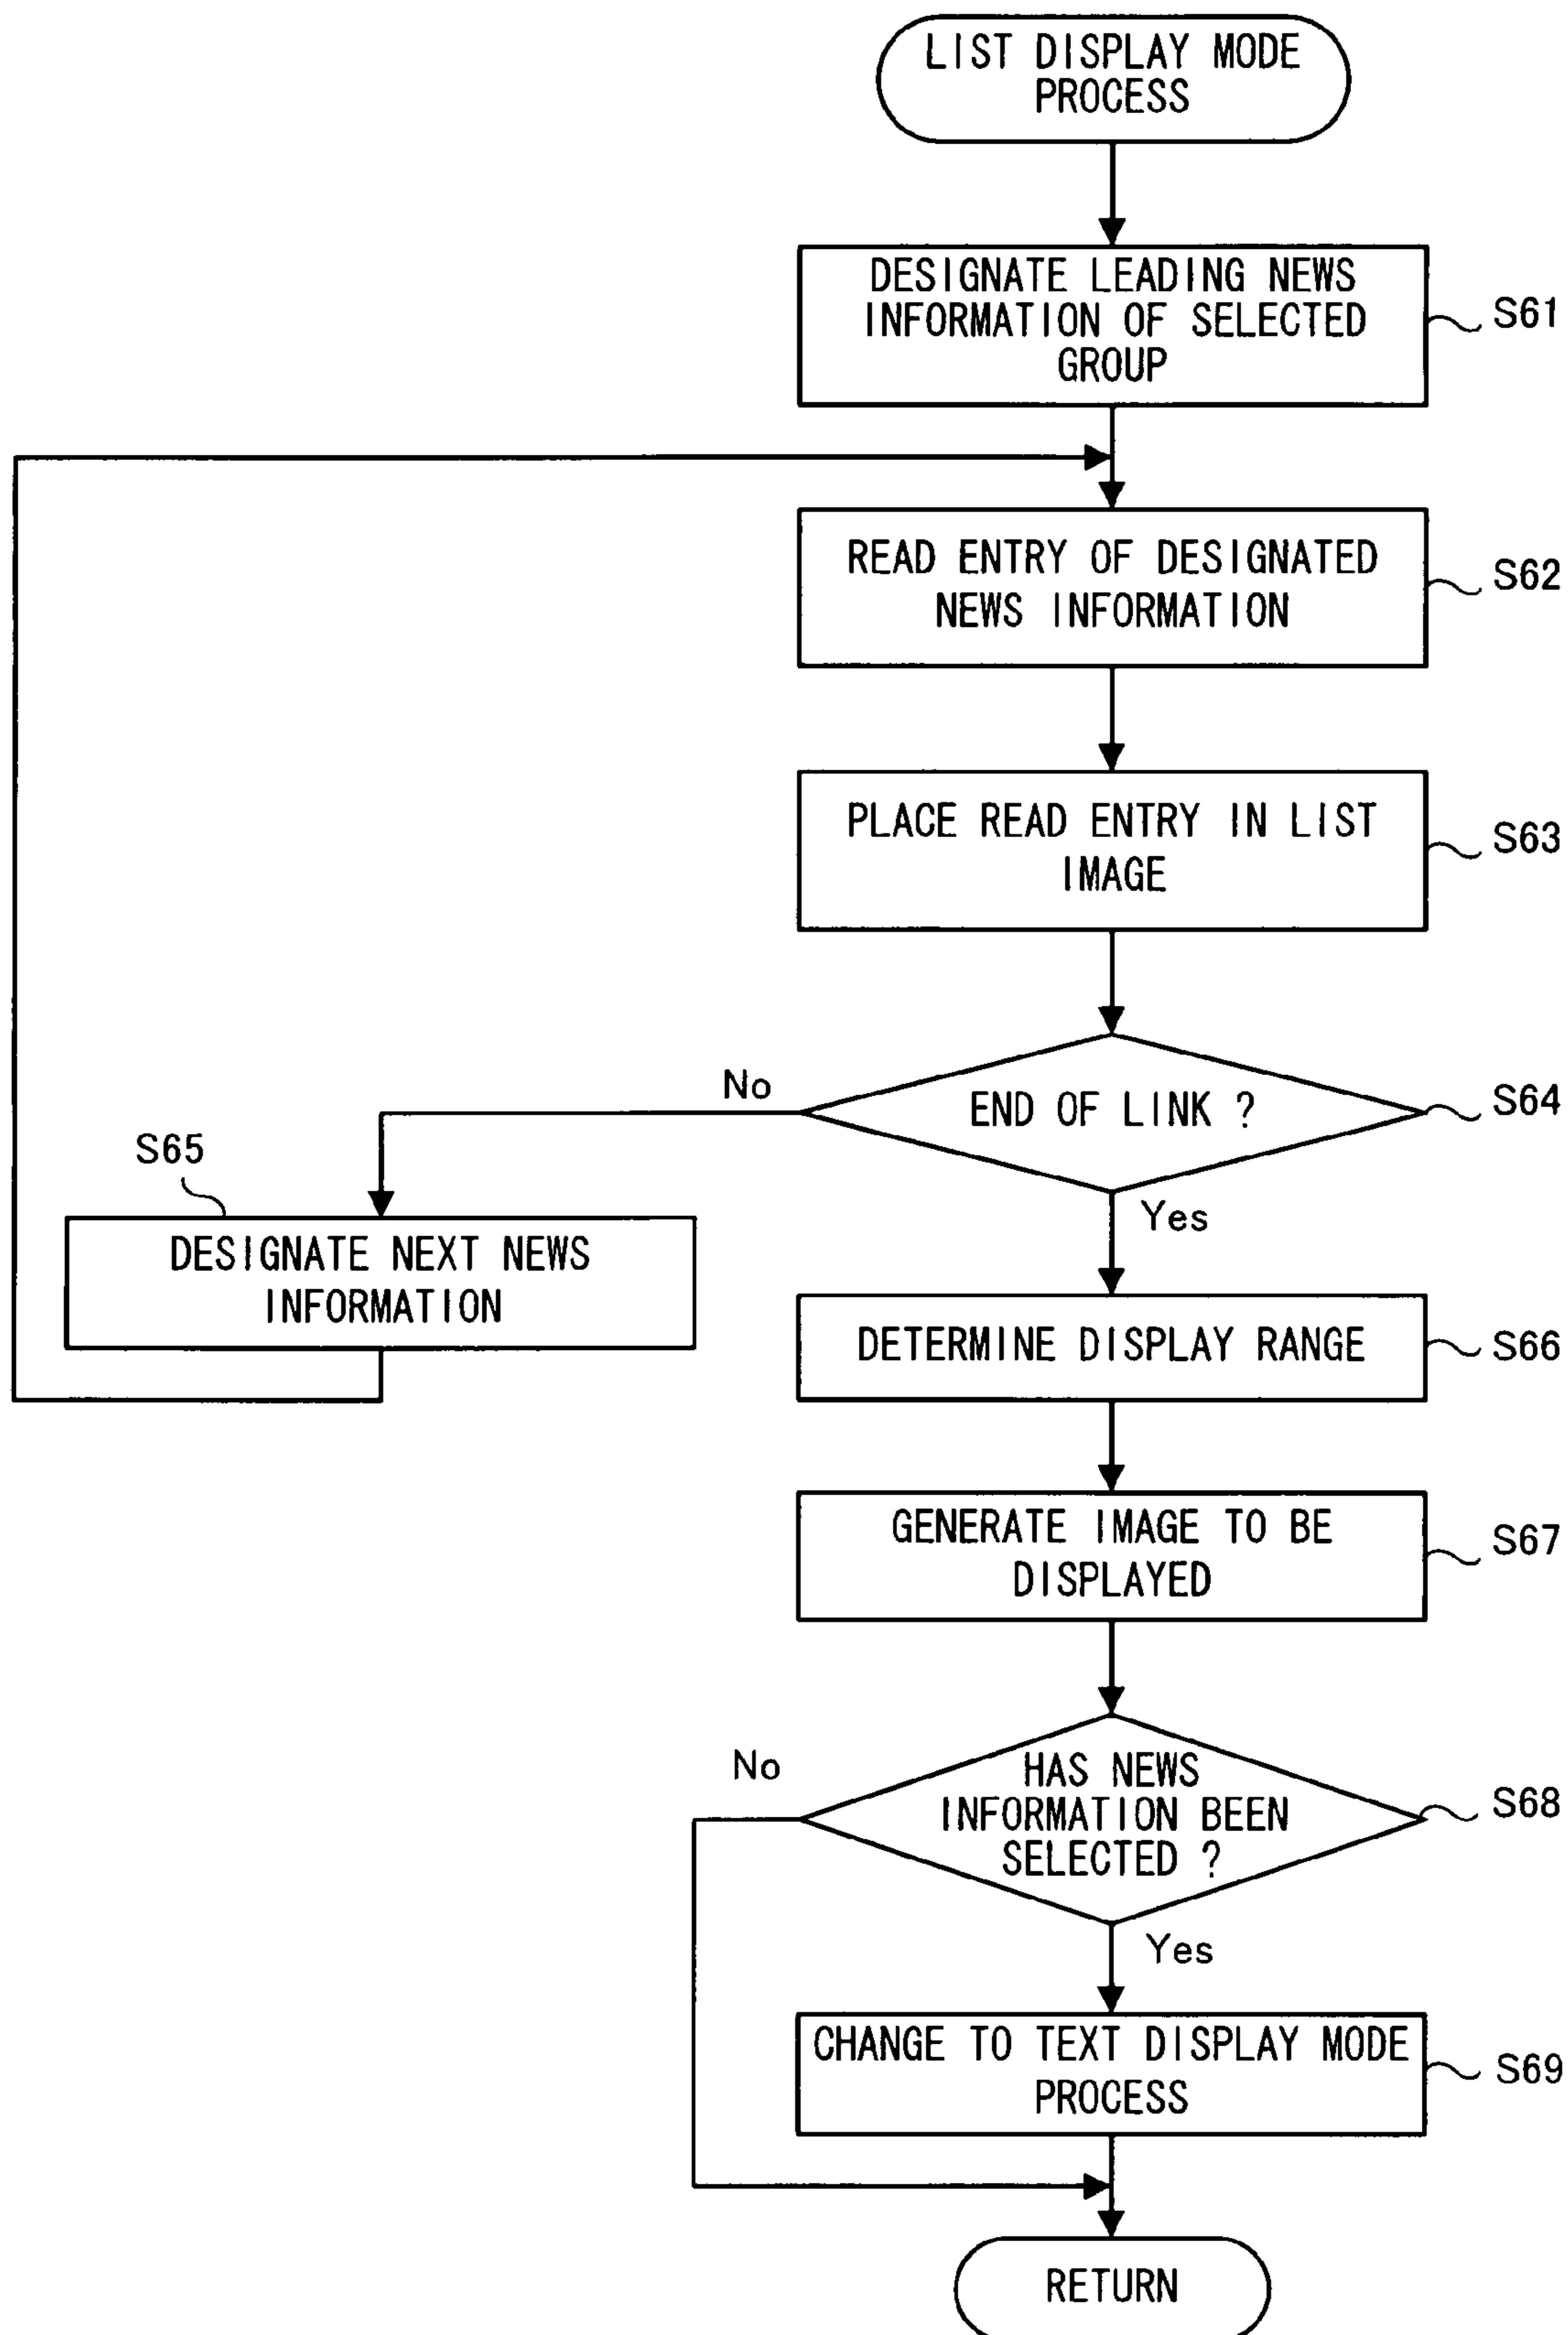 LIST DISPLAY MODE
PROCESS
DESIGNATE LEADING NEWS
INFORMATION OF SELECTED
GROUP
S61
READ ENTRY OF DESIGNATED
NEWS INFORMATION
S62
PLACE READ ENTRY IN LIST
IMAGE
S63
END OF LINK ?
S64
No
Yes
S65
DESIGNATE NEXT NEWS
INFORMATION
DETERMINE DISPLAY RANGE
S66
GENERATE IMAGE TO BE
DISPLAYED
S67
HAS NEWS
INFORMATION BEEN
SELECTED ?
S68
No
Yes
CHANGE TO TEXT DISPLAY MODE
PROCESS
S69
RETURN